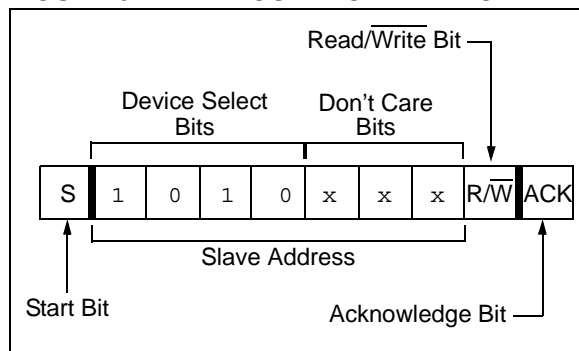 Read/Write Bit
Device Select Bits
Don't Care Bits
S 1 0 1 0 x x x R/W ACK
Slave Address
Start Bit
Acknowledge Bit